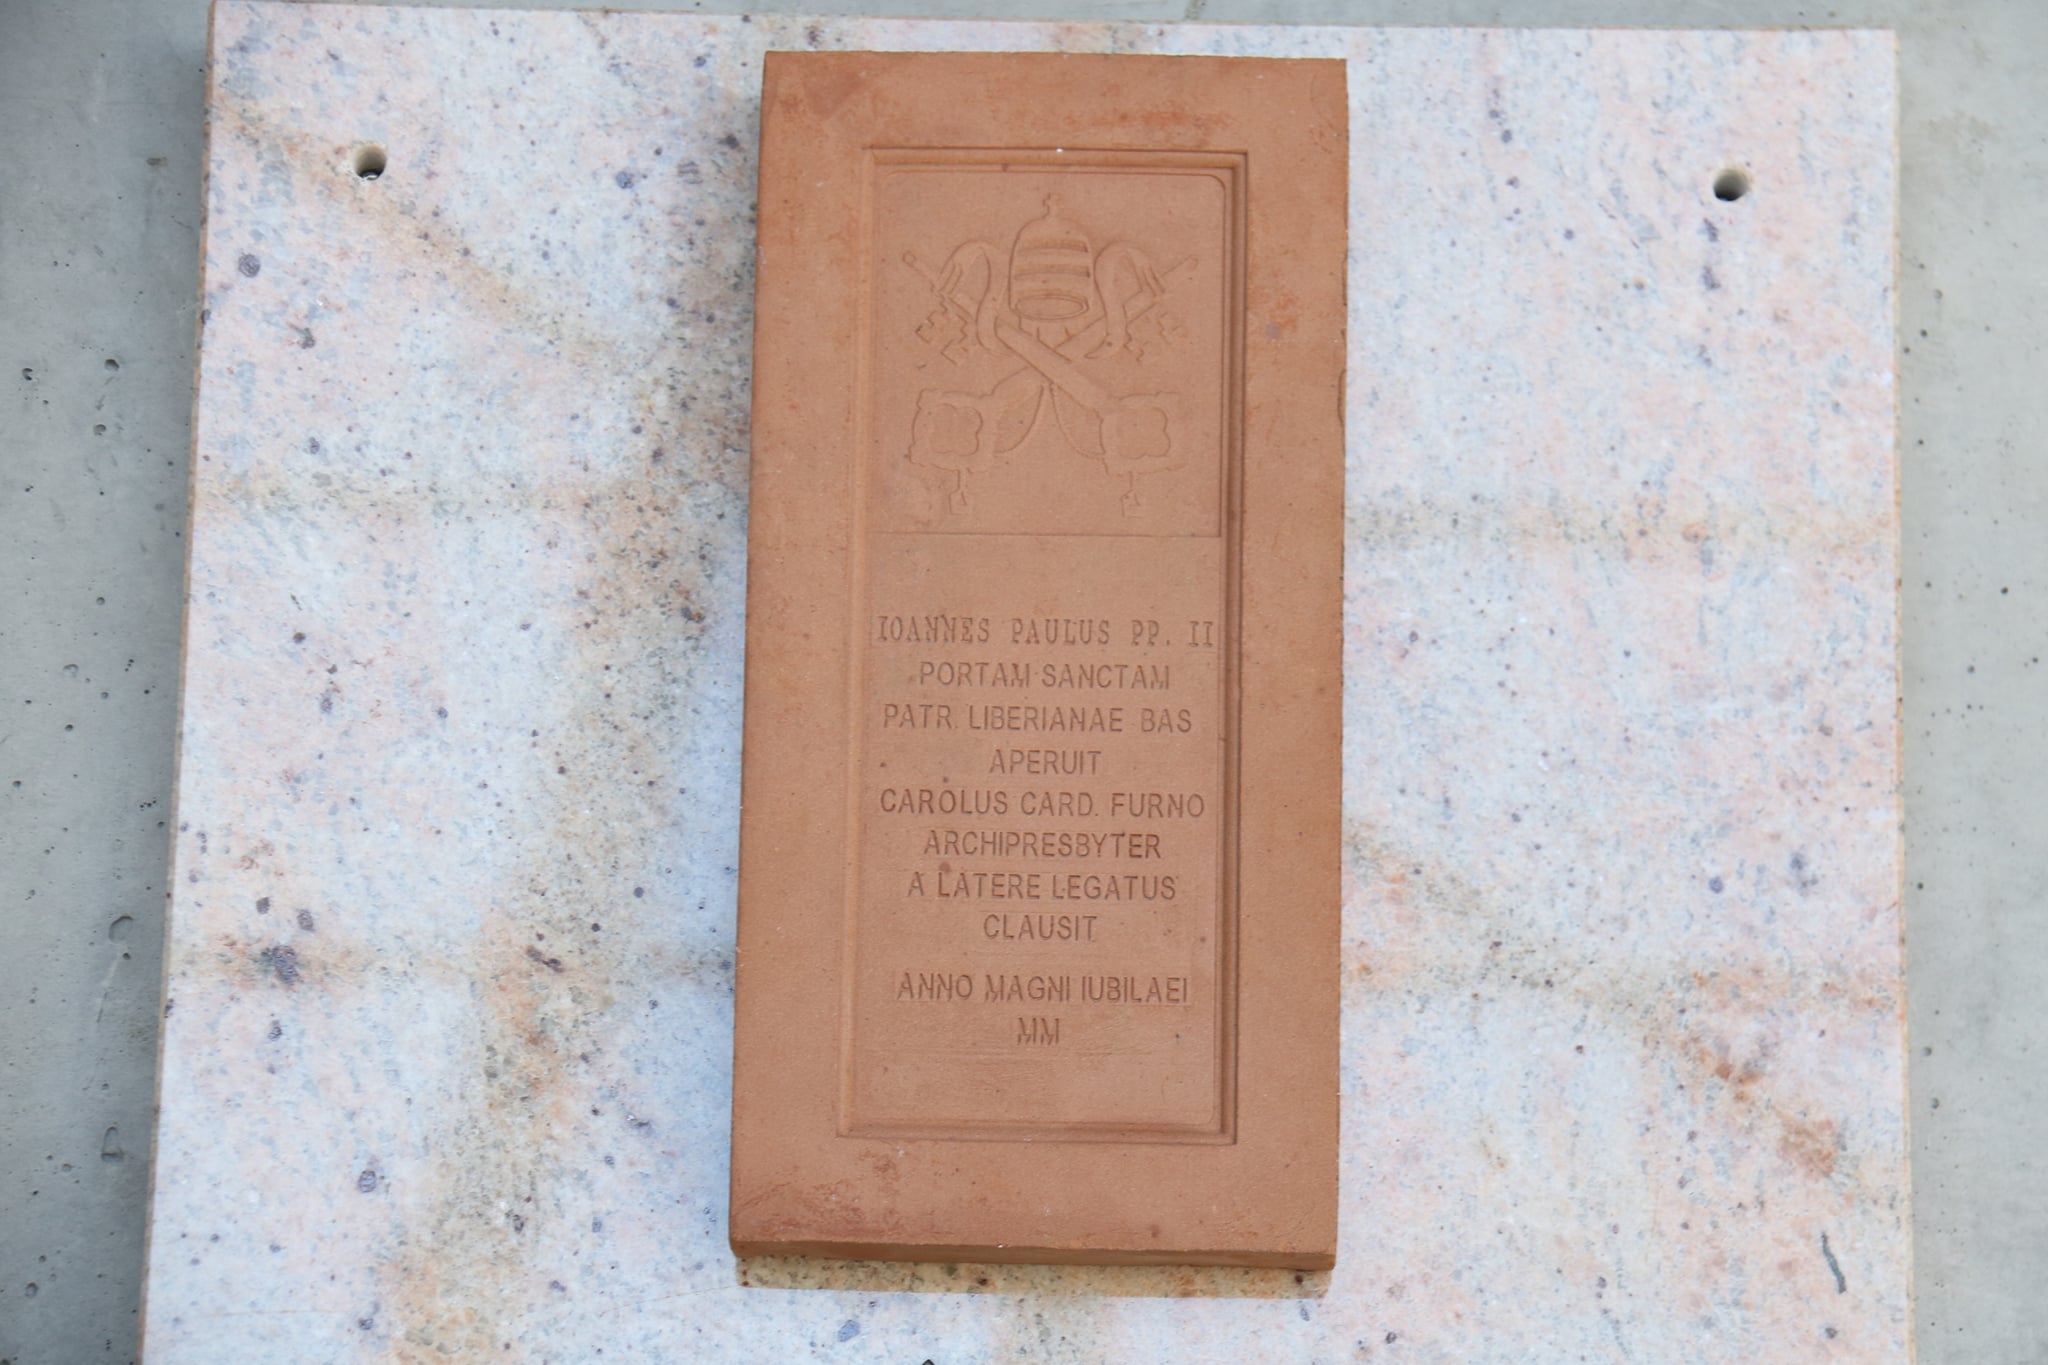 IOANNES PAULUS PP. II
PORTAM SANCTAM
PATR. LIBERIANAE BAS
APERUIT
CAROLUS CARD. FURNO
ARCHIPRESBYTER
A LATERE LEGATUS
CLAUSIT
ANNO MAGNI IUBILAEI
MM